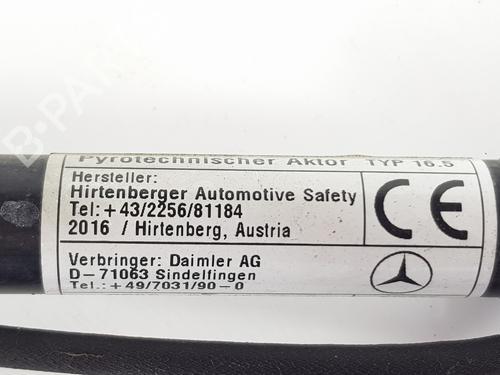 B-PARTS
Pyrotechnischer Aktor TYP 16.5
Hersteller:
Hirtenberger Automotive Safety
Tel: +43/2256/81184
2016 / Hirtenberg, Austria
CE
Verbringer: Daimler AG
D-71063 Sindelfingen
Tel.: +49/7031/90-0